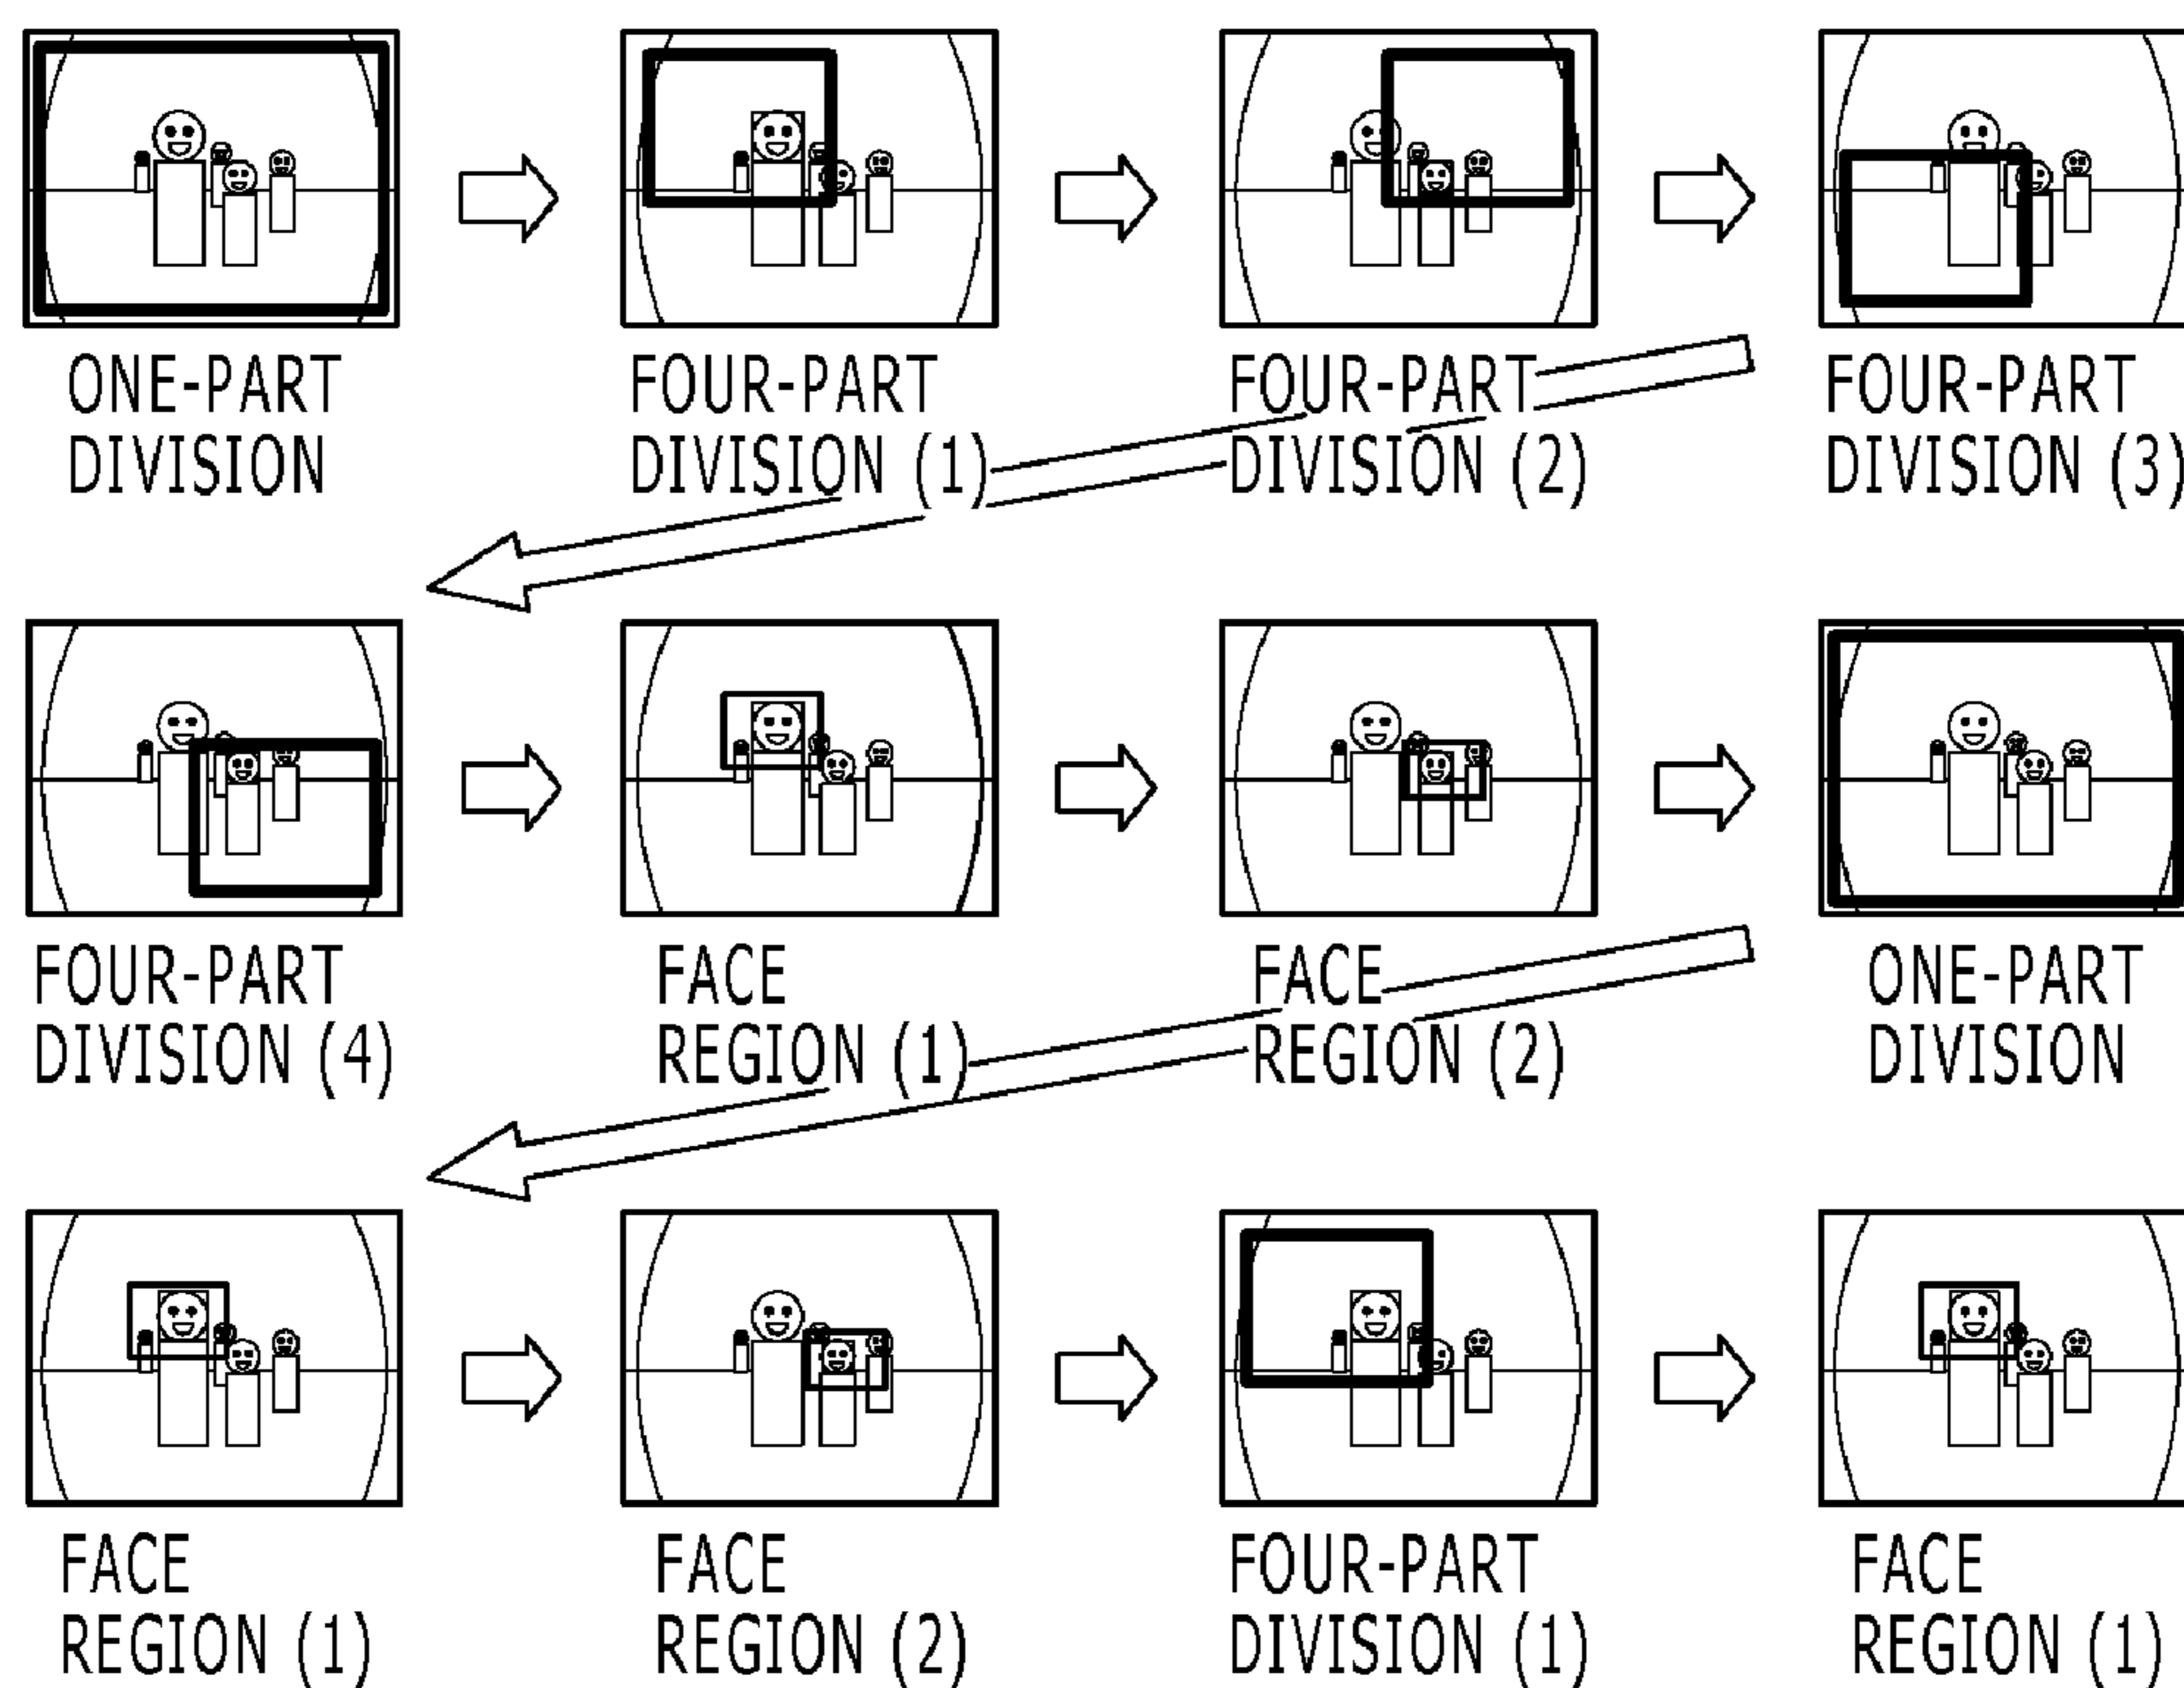 ONE-PART
DIVISION
FOUR-PART
DIVISION (1)
FOUR-PART
DIVISION (2)
FOUR-PART
DIVISION (3)
FOUR-PART
DIVISION (4)
FACE
REGION (1)
FACE
REGION (2)
ONE-PART
DIVISION
FACE
REGION (1)
FACE
REGION (2)
FOUR-PART
DIVISION (1)
FACE
REGION (1)